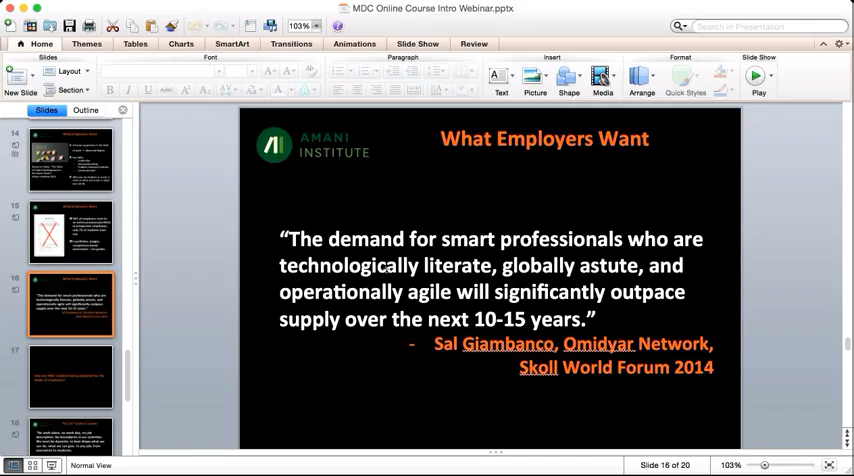 MDC Online Course Intro Webinar.pptx
103%
Search in Presentation
Home Themes Tables Charts SmartArt Transitions Animations Slide Show Review
Slides Font Paragraph Insert Format Slide Show
New Slide Layout Section Text Picture Shape Media Arrange Quick Styles Play
Slides Outline
14
15
16
17
18
AMANI
INSTITUTE
What Employers Want
“The demand for smart professionals who are
technologically literate, globally astute, and
operationally agile will significantly outpace
supply over the next 10-15 years.”
- Sal Giambanco, Omidyar Network,
Skoll World Forum 2014
Normal View Slide 16 of 20 103%